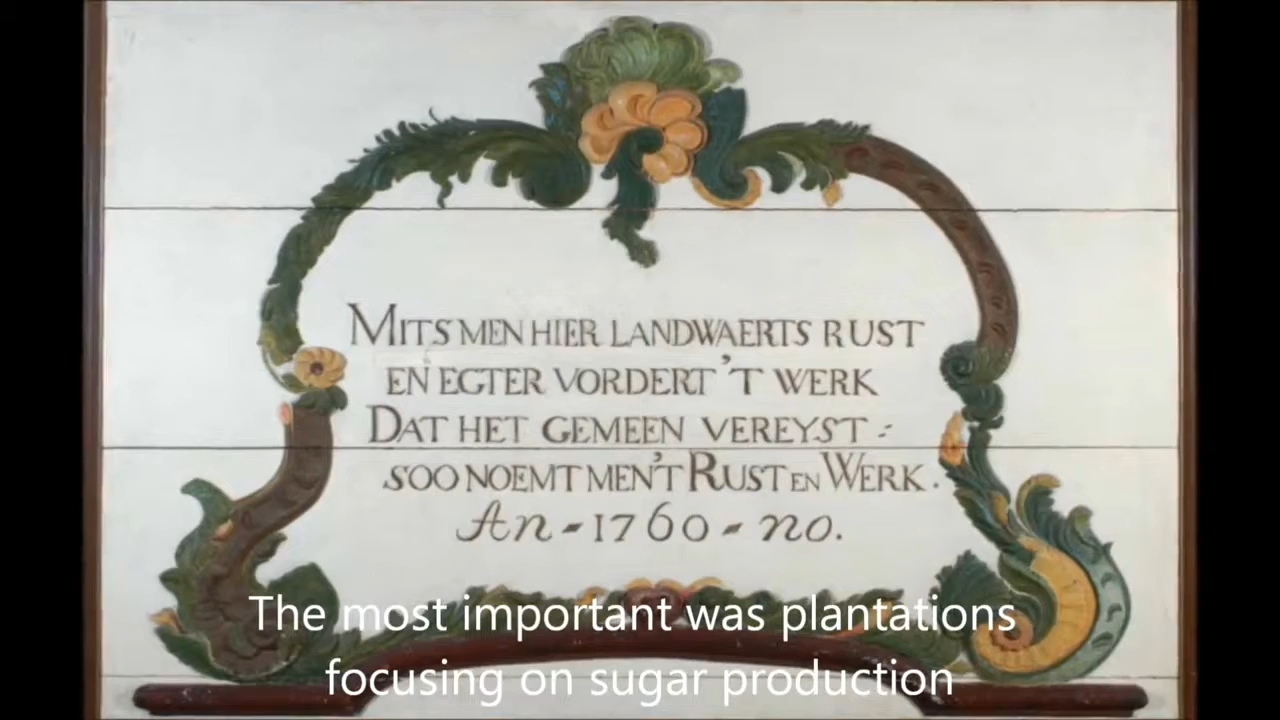 MITS MEN HIER LANDWAERTS RUST
EN EGTER VORDERT 'T WERK
DAT HET GEMEEN VEREYST:
SOO NOEMT MEN'T RUST EN WERK.
An-1760-no.
The most important was plantations
focusing on sugar production